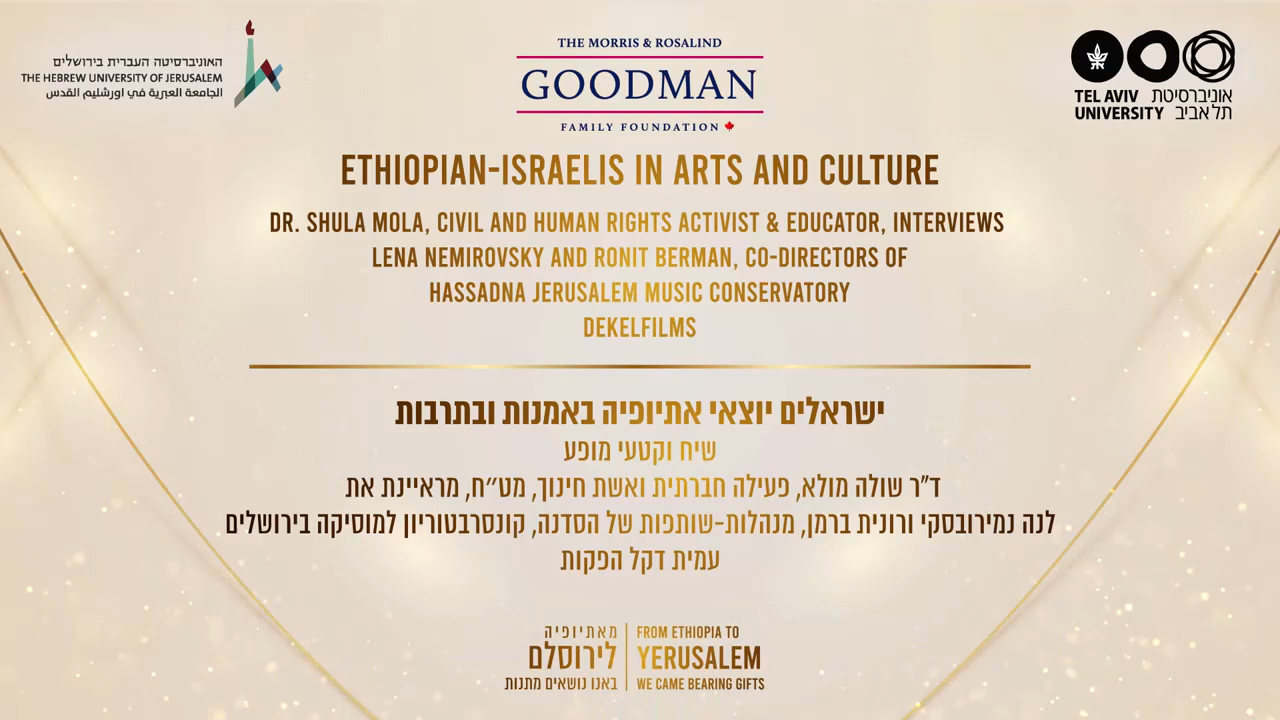 האוניברסיטה העברית בירושלים
THE HEBREW UNIVERSITY OF JERUSALEM
الجامعة العبرية في اورشليم القدس
THE MORRIS & ROSALIND
GOODMAN
FAMILY FOUNDATION
TEL AVIV אוניברסיטת
UNIVERSITY תל אביב
ETHIOPIAN-ISRAELIS IN ARTS AND CULTURE
DR. SHULA MOLA, CIVIL AND HUMAN RIGHTS ACTIVIST & EDUCATOR, INTERVIEWS
LENA NEMIROVSKY AND RONIT BERMAN, CO-DIRECTORS OF
HASSADNA JERUSALEM MUSIC CONSERVATORY
DEKELFILMS
ישראלים יוצאי אתיופיה באמנות ובתרבות
שיח וקטעי מופע
ד"ר שולה מולא, פעילה חברתית ואשת חינוך, מט״ח, מראיינת את
לנה נמירובסקי ורונית ברמן, מנהלות-שותפות של הסדנה, קונסרבטוריון למוסיקה בירושלים
עמית דקל הפקות
מאתיופיה
לירוסלם
באנו נושאים מתנות
FROM ETHIOPIA TO
YERUSALEM
WE CAME BEARING GIFTS